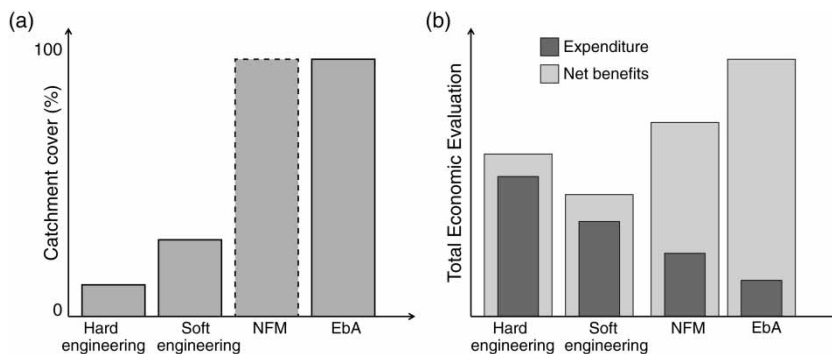 (a)
100
Catchment cover (%)
0
Hard
engineering
Soft
engineering
NFM
EbA
(b)
Expenditure
Net benefits
Total Economic Evaluation
Hard
engineering
Soft
engineering
NFM
EbA